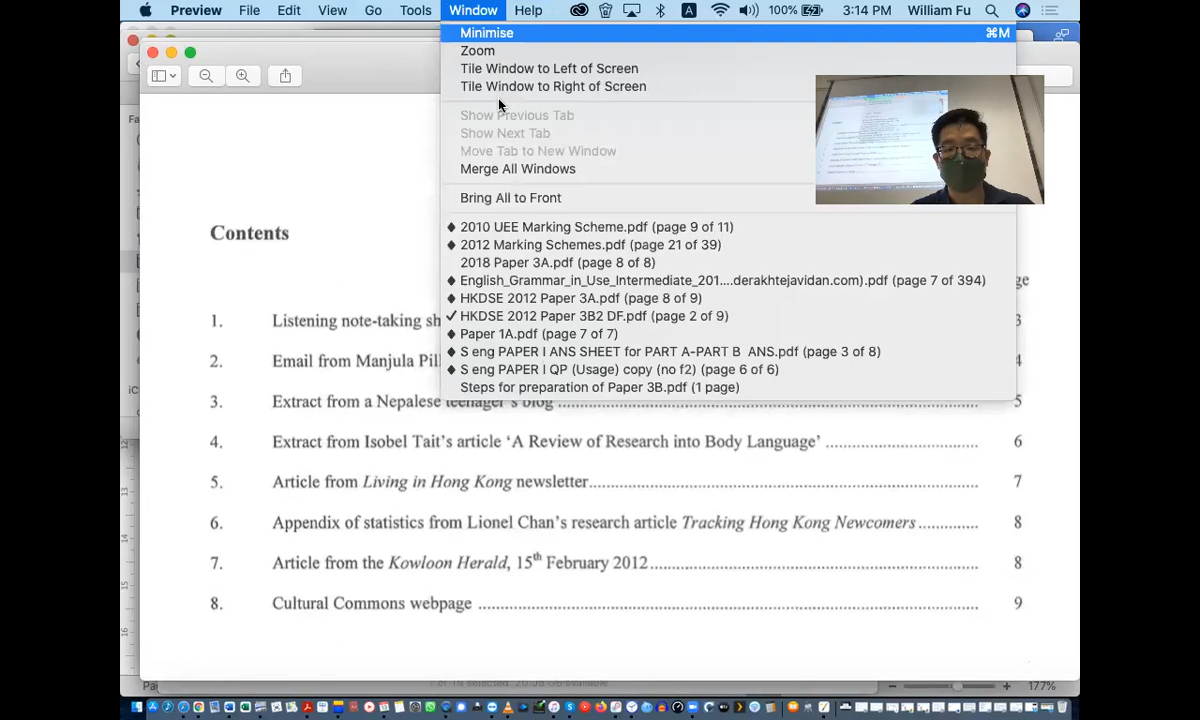 Preview File Edit View Go Tools Window Help 100% 3:14 PM William Fu
Minimise ⌘M
Zoom
Tile Window to Left of Screen
Tile Window to Right of Screen
Show Previous Tab
Show Next Tab
Move Tab to New Window
Merge All Windows
Bring All to Front
2010 UEE Marking Scheme.pdf (page 9 of 11)
2012 Marking Schemes.pdf (page 21 of 39)
2018 Paper 3A.pdf (page 8 of 8)
English_Grammar_in_Use_Intermediate_201....derakhtejavidan.com).pdf (page 7 of 394)
HKDSE 2012 Paper 3A.pdf (page 8 of 9)
✓ HKDSE 2012 Paper 3B2 DF.pdf (page 2 of 9)
Paper 1A.pdf (page 7 of 7)
S eng PAPER I ANS SHEET for PART A-PART B ANS.pdf (page 3 of 8)
S eng PAPER I QP (Usage) copy (no f2) (page 6 of 6)
Steps for preparation of Paper 3B.pdf (1 page)
Contents
1. Listening note-taking sh 3
2. Email from Manjula Pil 4
3. Extract from a Nepalese teenager's blog 5
4. Extract from Isobel Tait's article 'A Review of Research into Body Language' 6
5. Article from Living in Hong Kong newsletter 7
6. Appendix of statistics from Lionel Chan's research article Tracking Hong Kong Newcomers 8
7. Article from the Kowloon Herald, 15th February 2012 8
8. Cultural Commons webpage 9
177%